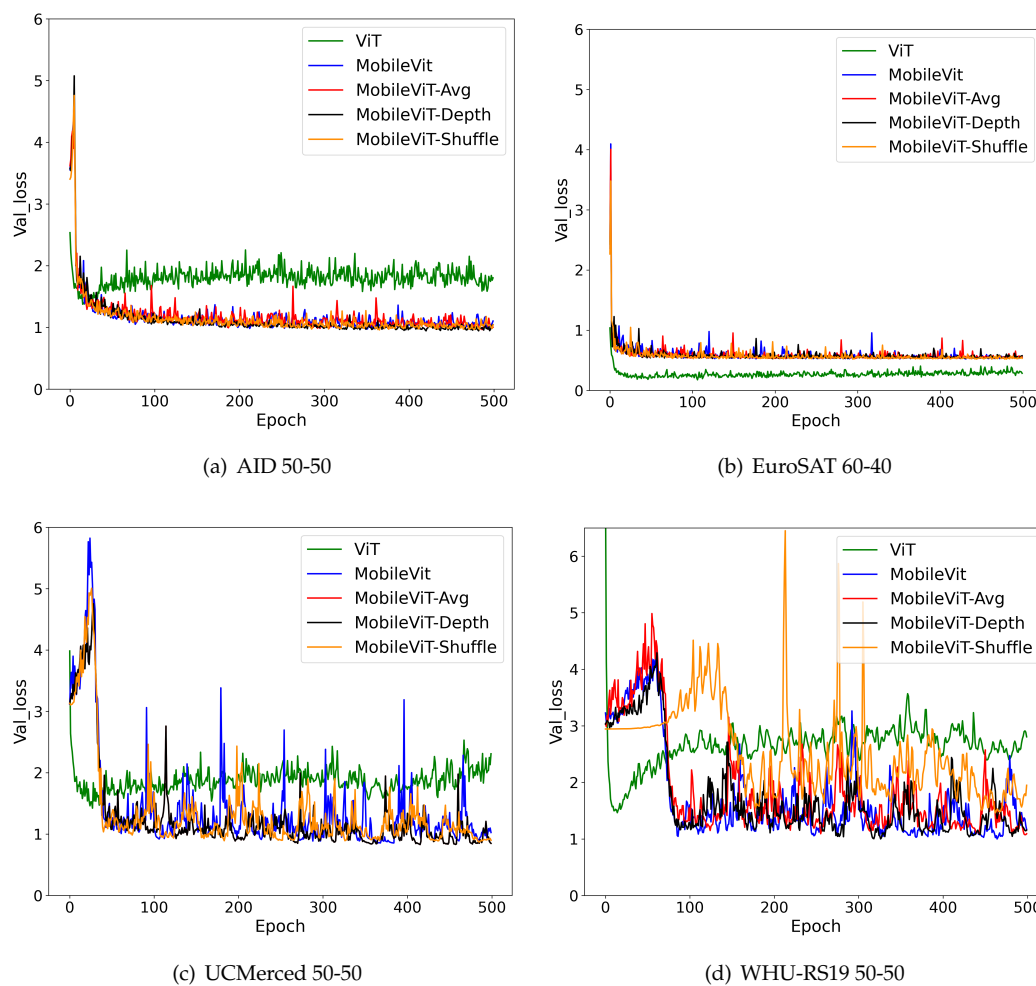 6
5
4
3
2
1
0
Val_loss
0 100 200 300 400 500
Epoch
ViT
MobileVit
MobileViT-Avg
MobileViT-Depth
MobileViT-Shuffle
(a) AID 50-50
6
5
4
3
2
1
0
Val_loss
0 100 200 300 400 500
Epoch
ViT
MobileVit
MobileViT-Avg
MobileViT-Depth
MobileViT-Shuffle
(b) EuroSAT 60-40
6
5
4
3
2
1
0
Val_loss
0 100 200 300 400 500
Epoch
ViT
MobileVit
MobileViT-Avg
MobileViT-Depth
MobileViT-Shuffle
(c) UCMerced 50-50
6
5
4
3
2
1
0
Val_loss
0 100 200 300 400 500
Epoch
ViT
MobileVit
MobileViT-Avg
MobileViT-Depth
MobileViT-Shuffle
(d) WHU-RS19 50-50